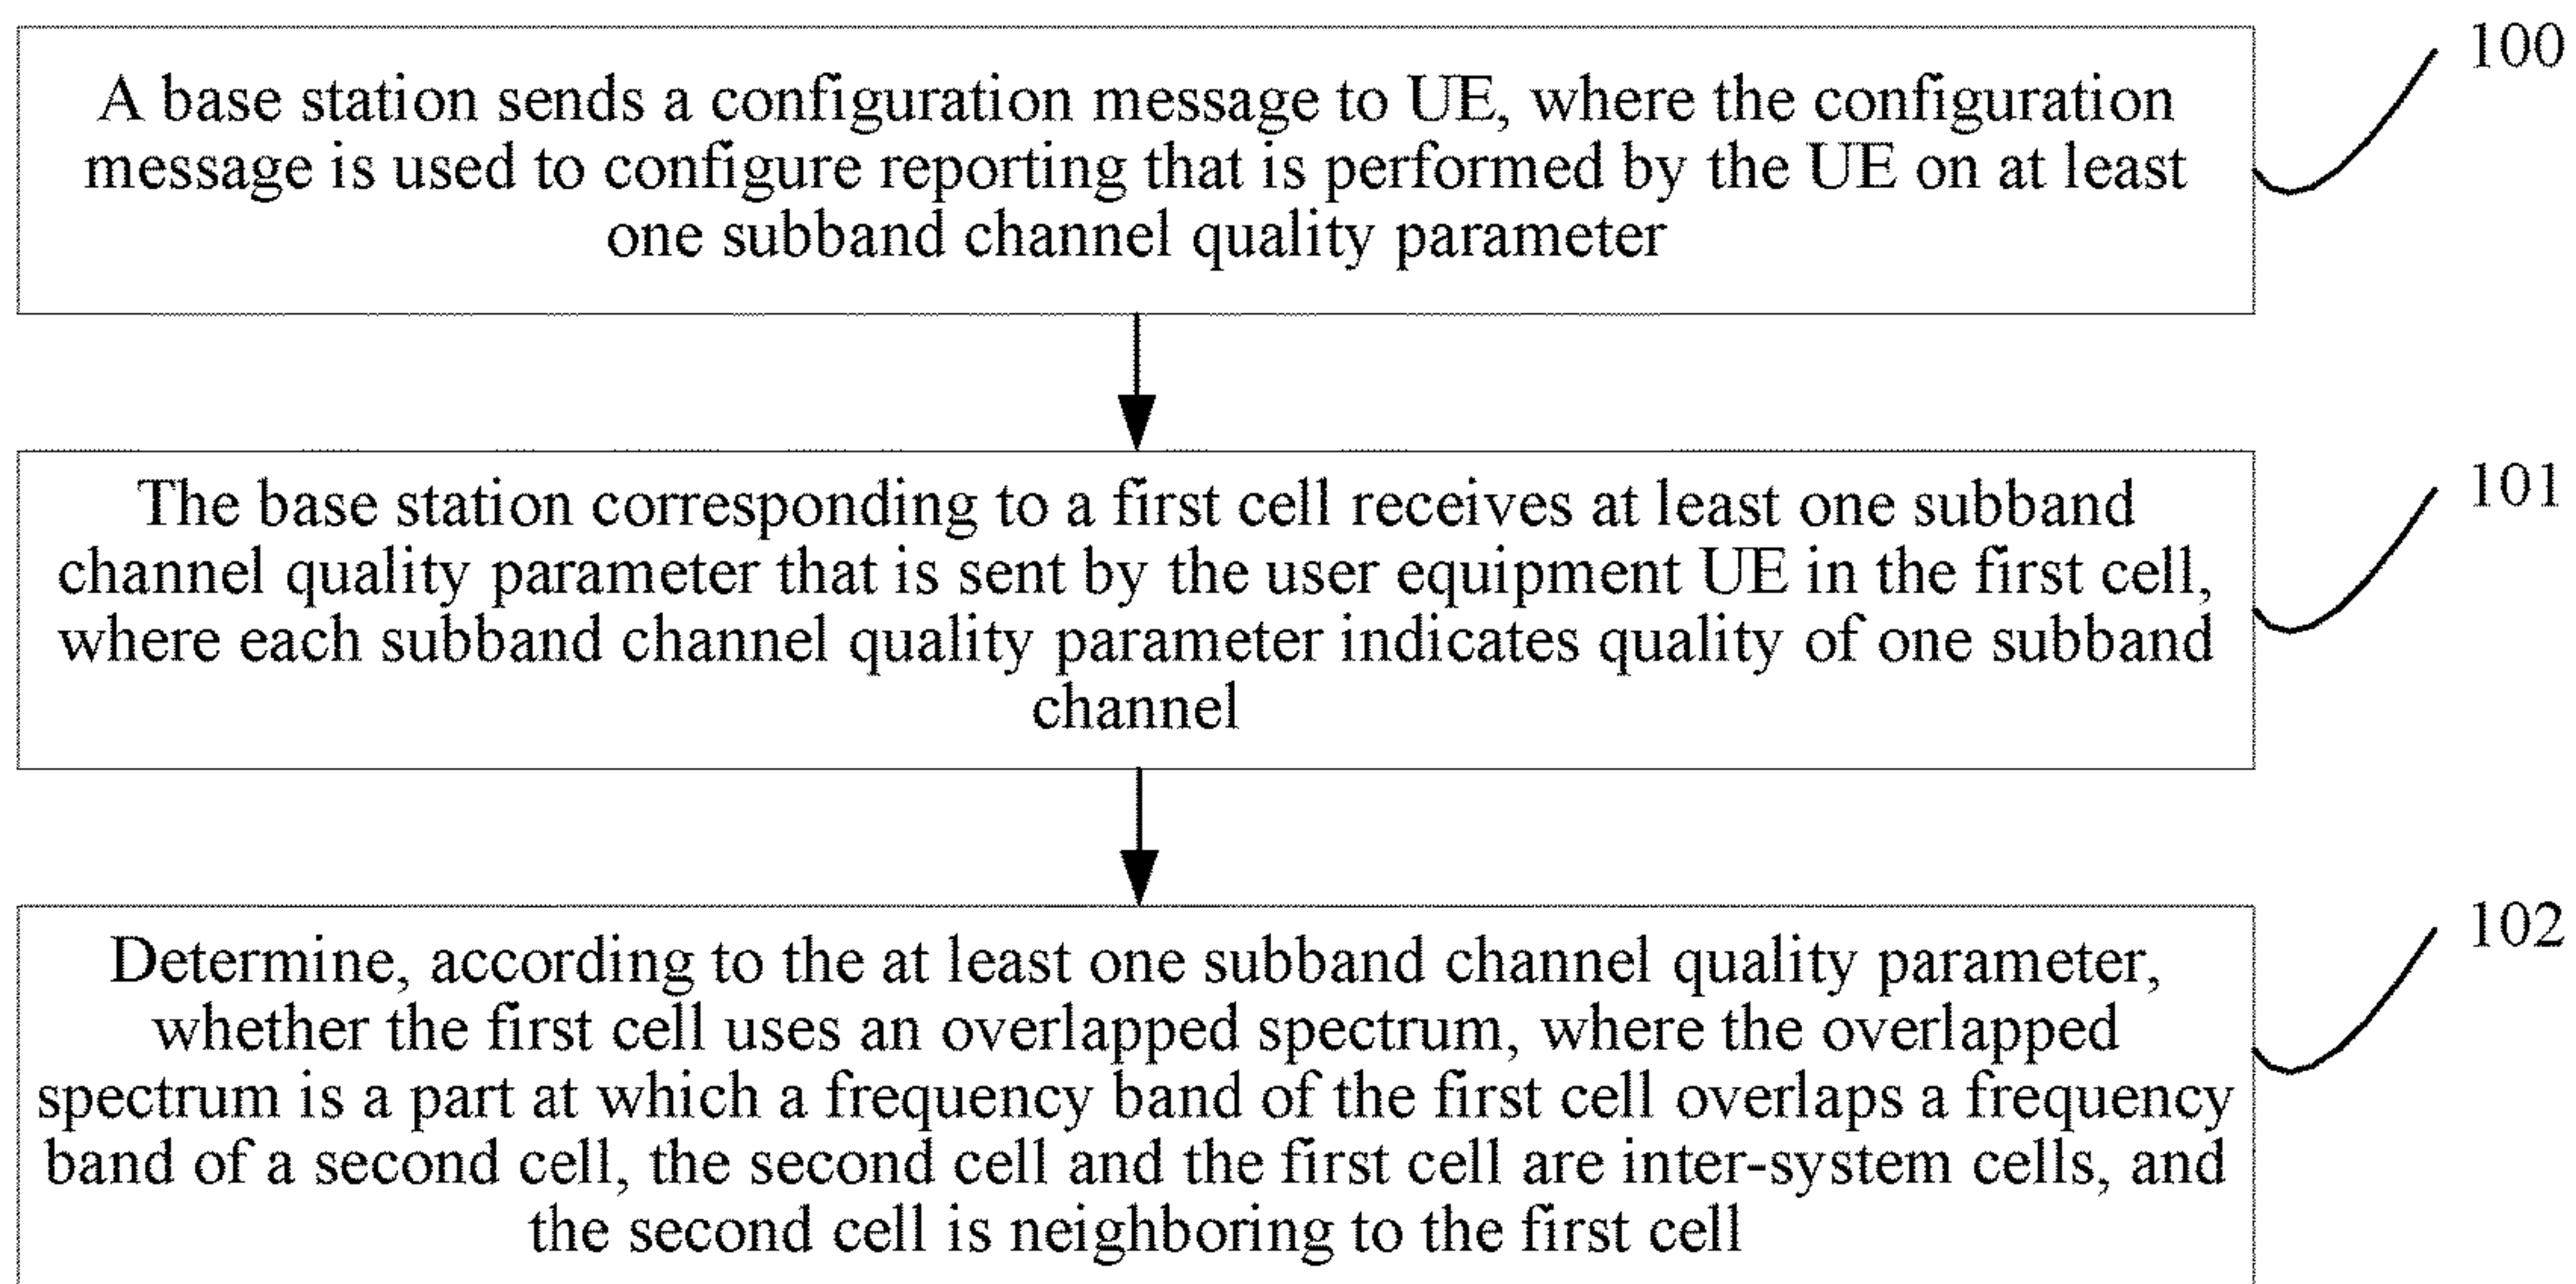 100
A base station sends a configuration message to UE, where the configuration
message is used to configure reporting that is performed by the UE on at least
one subband channel quality parameter
101
The base station corresponding to a first cell receives at least one subband
channel quality parameter that is sent by the user equipment UE in the first cell,
where each subband channel quality parameter indicates quality of one subband
channel
102
Determine, according to the at least one subband channel quality parameter,
whether the first cell uses an overlapped spectrum, where the overlapped
spectrum is a part at which a frequency band of the first cell overlaps a frequency
band of a second cell, the second cell and the first cell are inter-system cells, and
the second cell is neighboring to the first cell